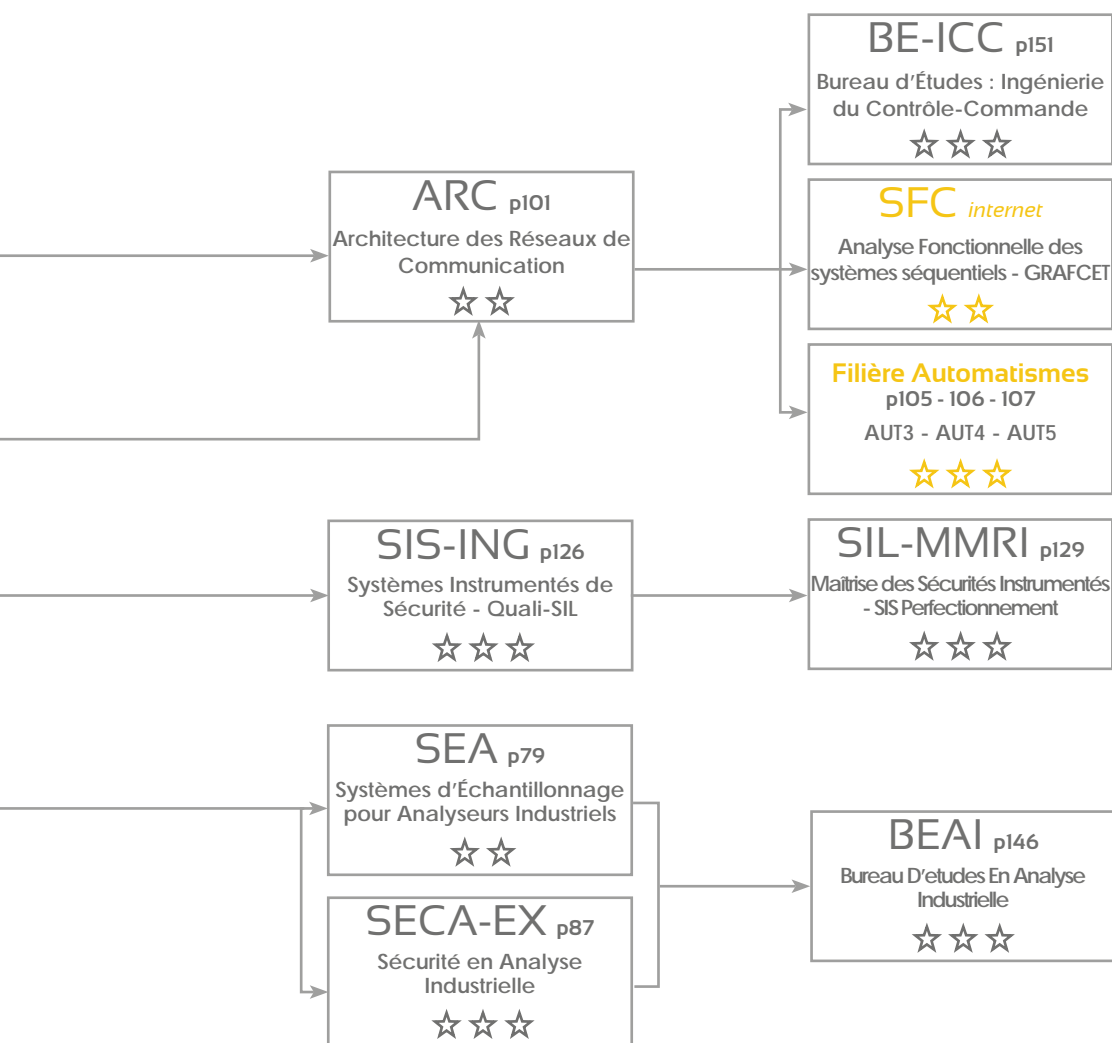 BE-ICC p151
Bureau d'Études : Ingénierie
du Contrôle-Commande
ARC p101
Architecture des Réseaux de
Communication
SFC internet
Analyse Fonctionnelle des
systèmes séquentiels - GRAFCET
Filière Automatismes
p105 - 106 - 107
AUT3 - AUT4 - AUT5
SIS-ING p126
Systèmes Instrumentés de
Sécurité - Quali-SIL
SIL-MMRI p129
Maîtrise des Sécurités Instrumentés
- SIS Perfectionnement
SEA p79
Systèmes d'Échantillonnage
pour Analyseurs Industriels
SECA-EX p87
Sécurité en Analyse
Industrielle
BEAI p146
Bureau D'etudes En Analyse
Industrielle